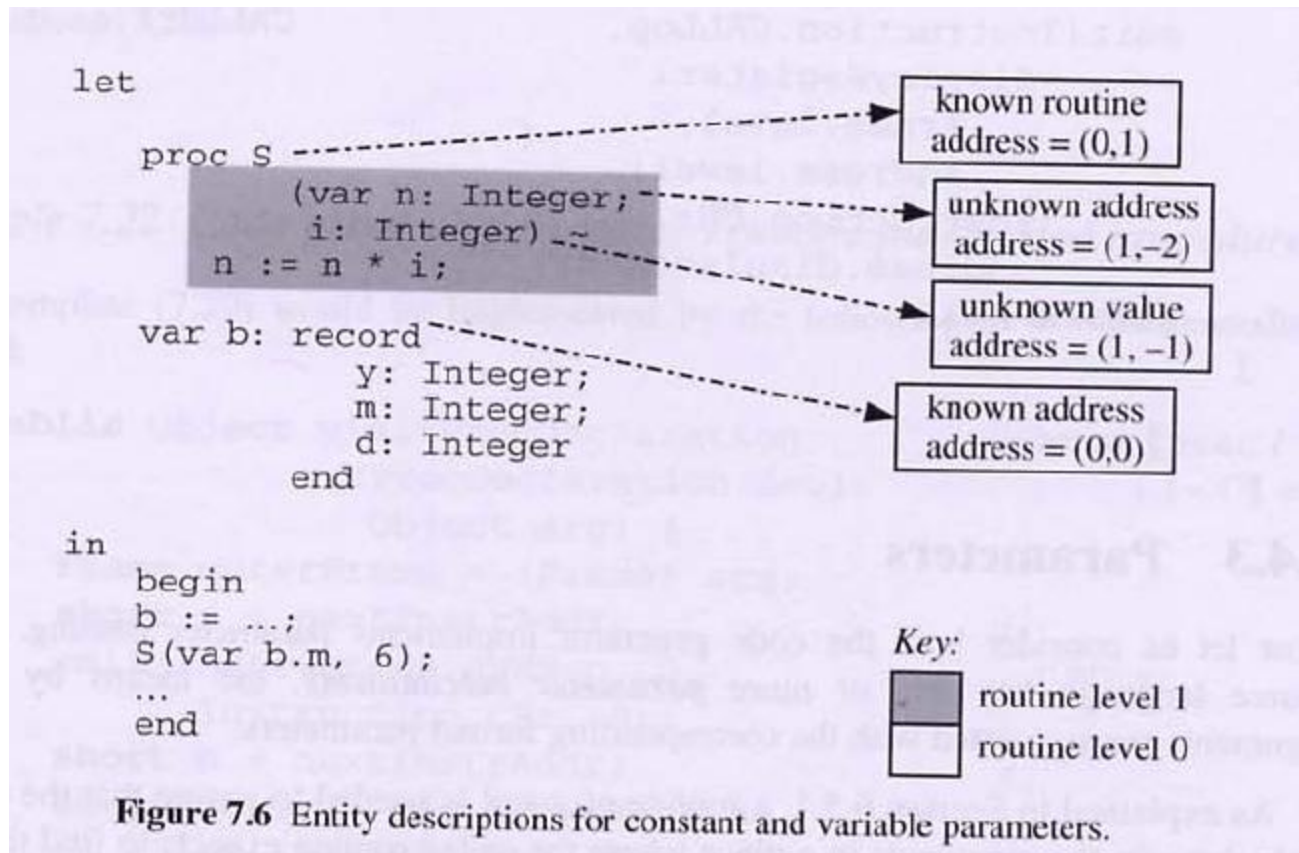 let
proc S
(var n: Integer;
i: Integer) ~
n := n * i;
var b: record
y: Integer;
m: Integer;
d: Integer
end
in
begin
b := ...;
S(var b.m, 6);
...
end
known routine
address = (0,1)
unknown address
address = (1,–2)
unknown value
address = (1, –1)
known address
address = (0,0)
Key:
routine level 1
routine level 0
Figure 7.6 Entity descriptions for constant and variable parameters.